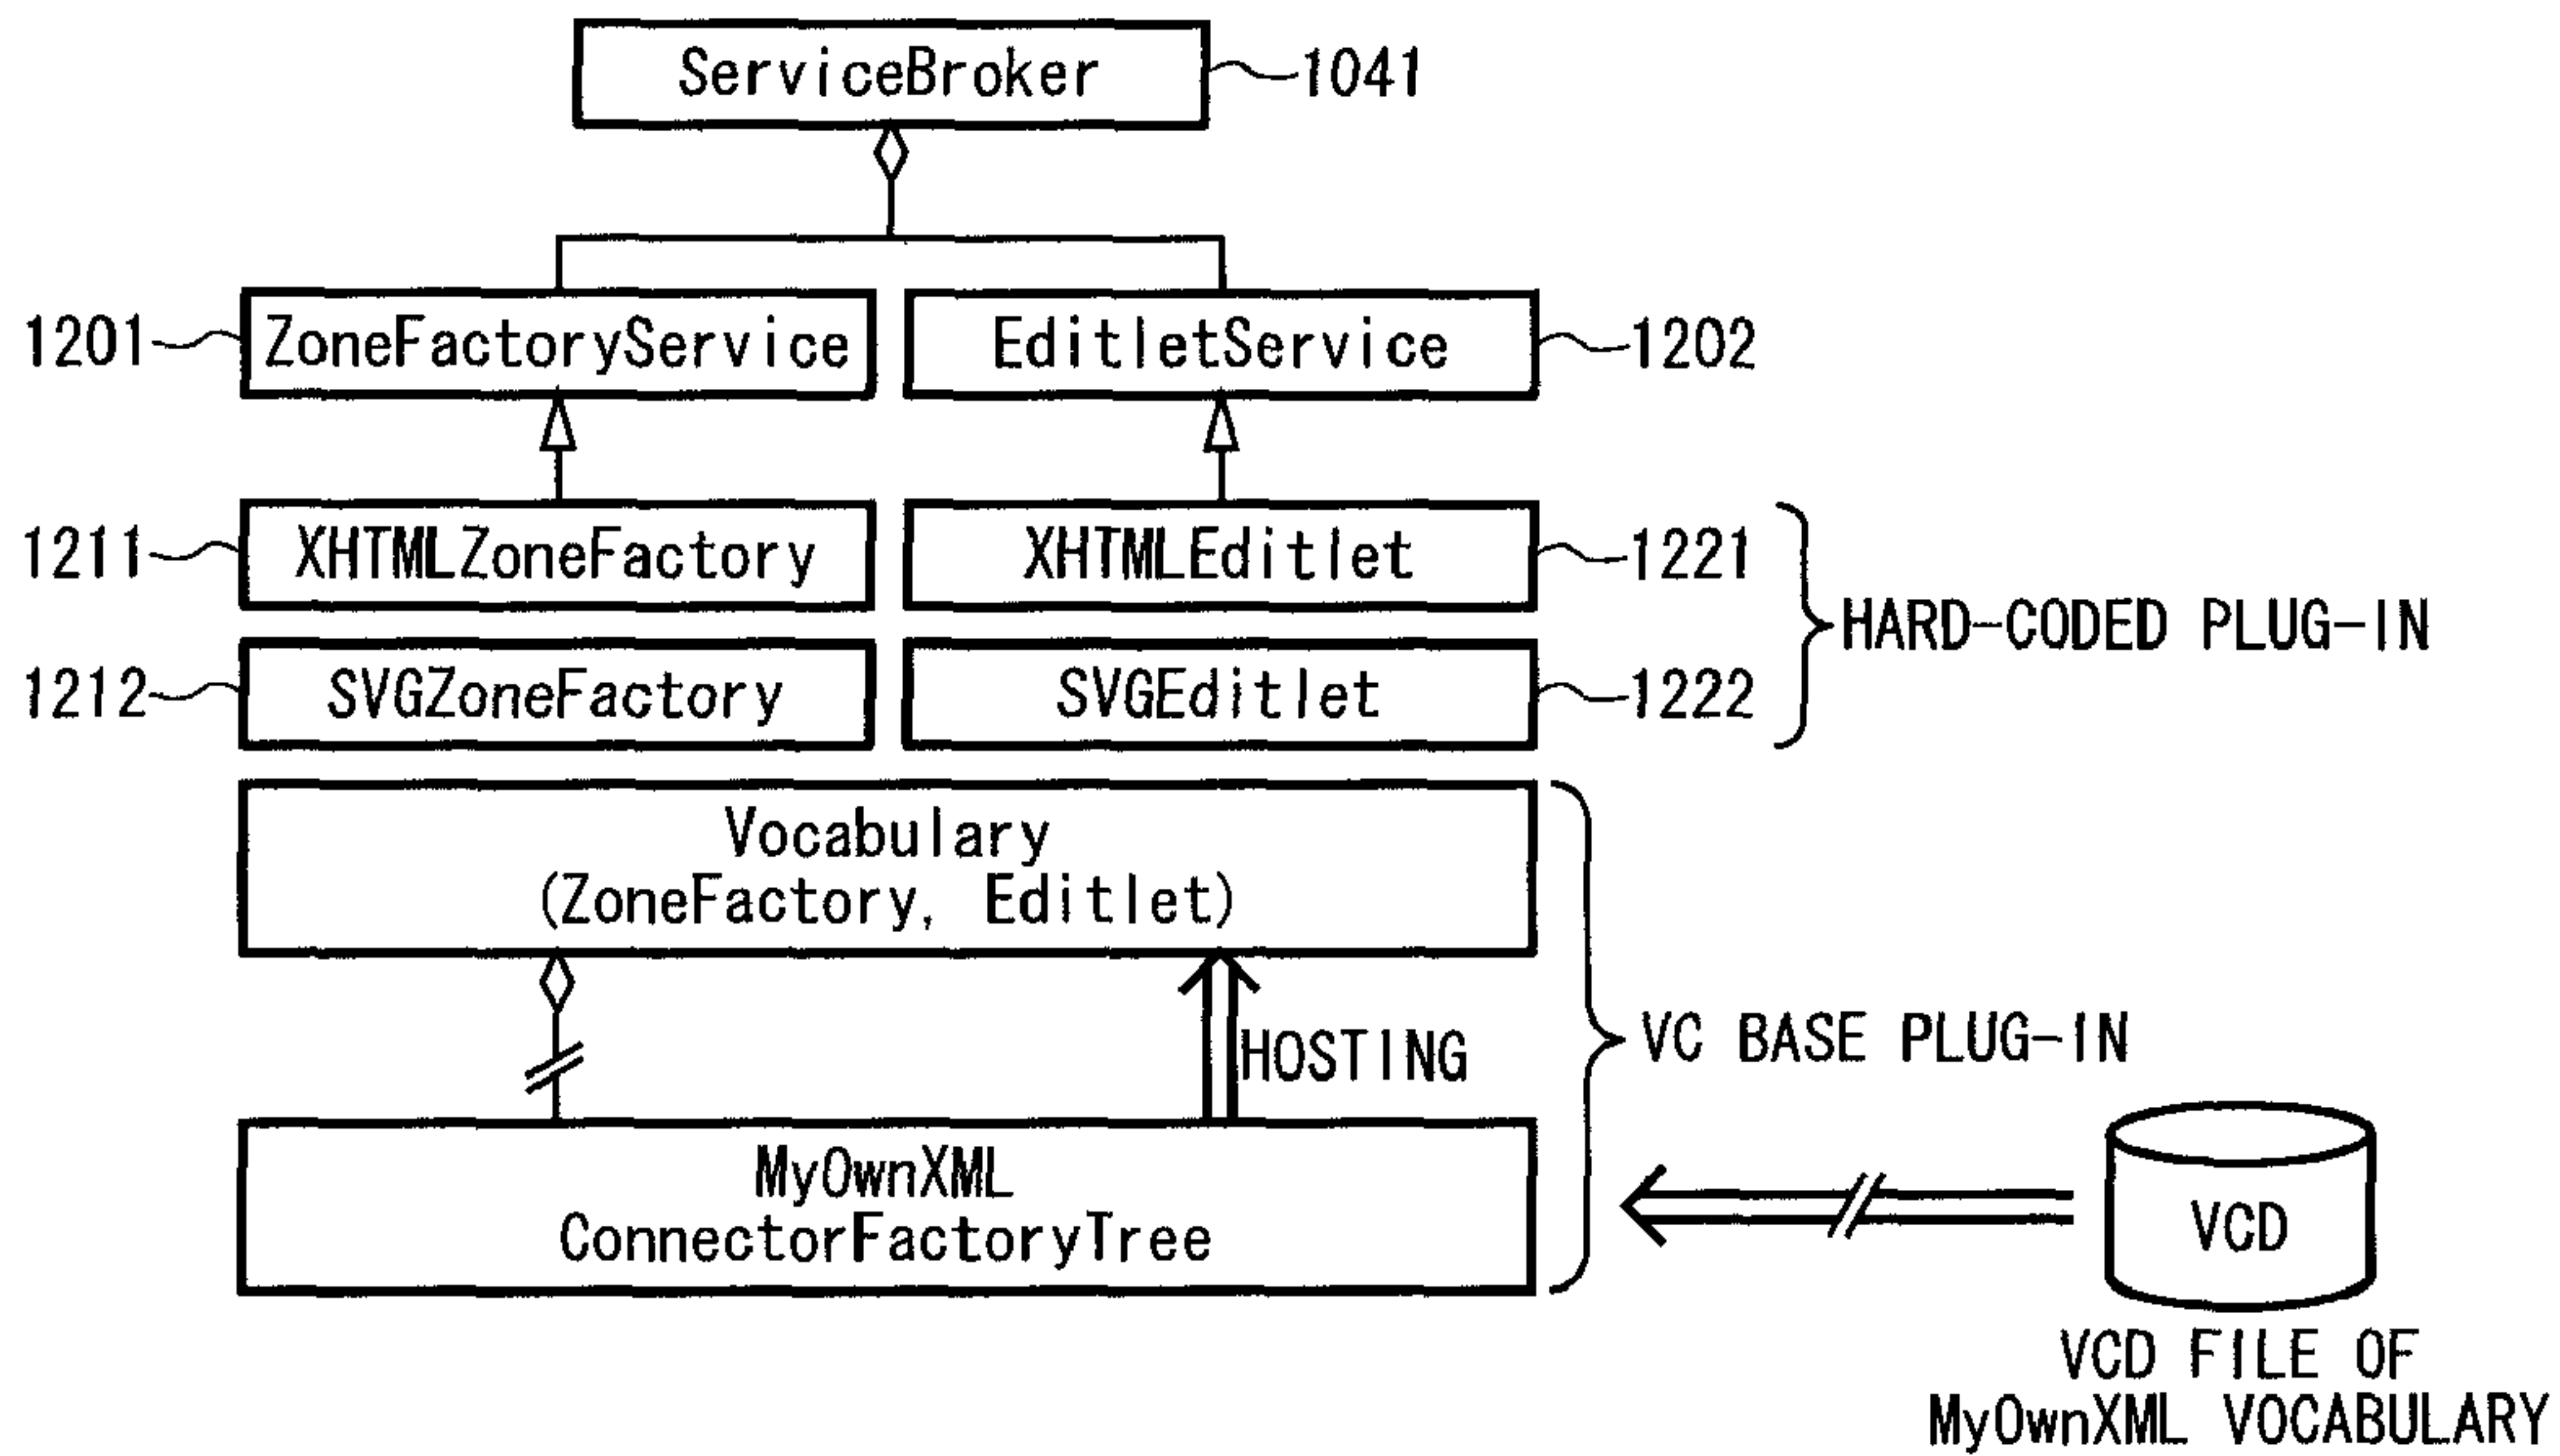 ServiceBroker 1041
1201 ZoneFactoryService EditletService 1202
1211 XHTMLZoneFactory XHTMLEditlet 1221
HARD-CODED PLUG-IN
1212 SVGZoneFactory SVGEditlet 1222
Vocabulary
(ZoneFactory, Editlet)
HOSTING VC BASE PLUG-IN
MyOwnXML
ConnectorFactoryTree
VCD
VCD FILE OF
MyOwnXML VOCABULARY